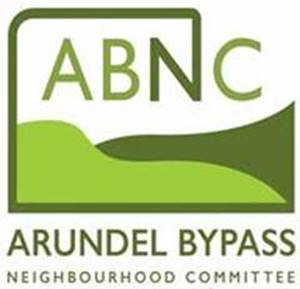 ABNC
ARUNDEL BYPASS
NEIGHBOURHOOD COMMITTEE